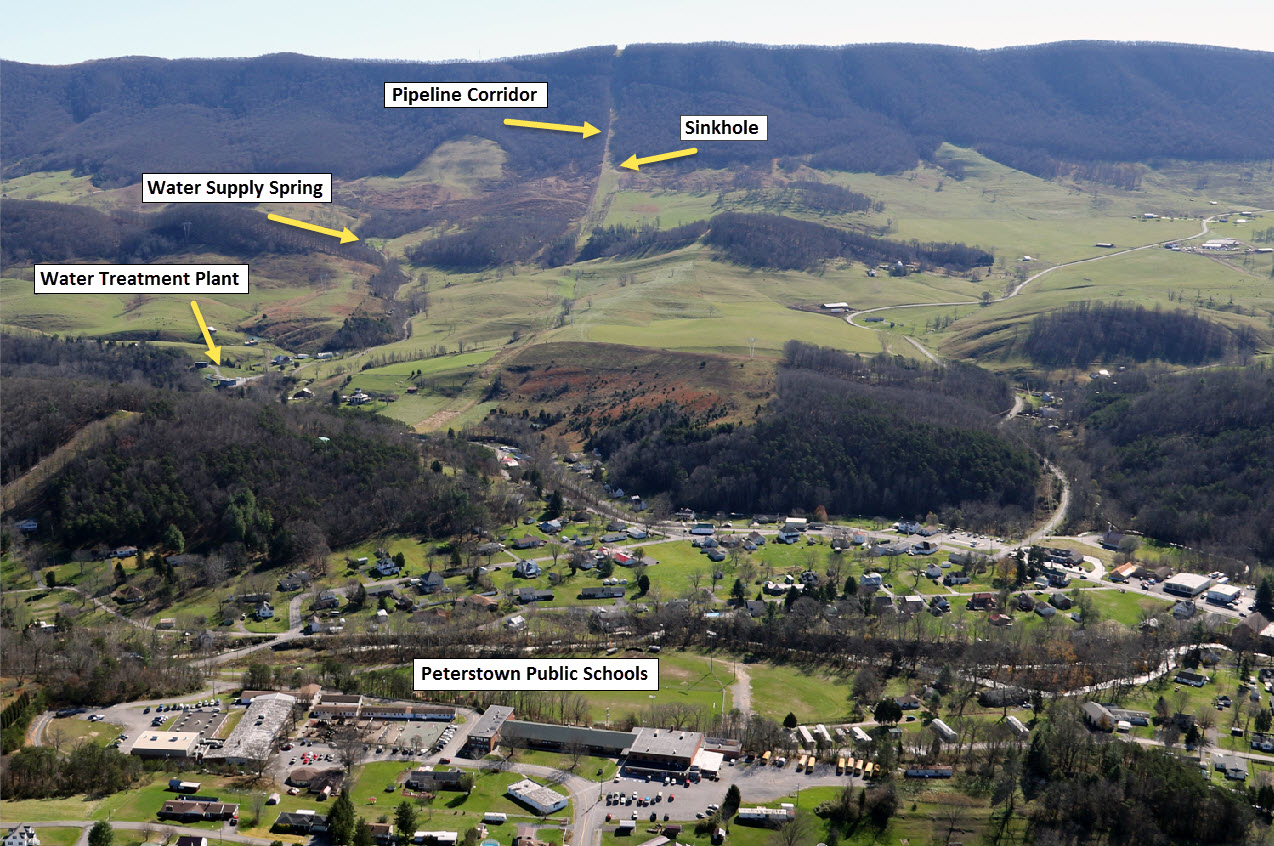 Pipeline Corridor
Sinkhole
Water Supply Spring
Water Treatment Plant
Peterstown Public Schools